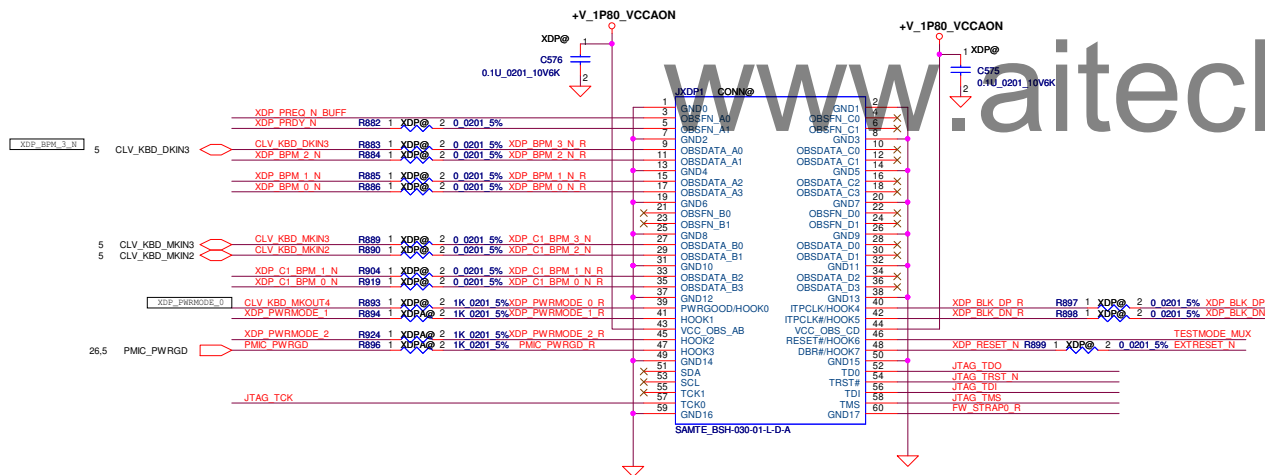 +V_1P80_VCCAON
+V_1P80_VCCAON
XDP@
1
C576
0.1U_0201_10V6K
2
1
XDP@
C575
0.1U_0201_10V6K
2
www.aitech
JXDP1 CONN@
1 GND0 GND1 2
XDP_PREQ_N_BUFF 3 OBSFN_A0 OBSFN_C0 4
XDP_PRDY_N R882 1 XDP@ 2 0_0201_5% 5 OBSFN_A1 OBSFN_C1 6
7 GND2 GND3 8
XDP_BPM_3_N
5 CLV_KBD_DKIN3 CLV_KBD_DKIN3 R883 1 XDP@ 2 0_0201_5% XDP_BPM_3_N_R 9 OBSDATA_A0 OBSDATA_C0 10
XDP_BPM_2_N R884 1 XDP@ 2 0_0201_5% XDP_BPM_2_N_R 11 OBSDATA_A1 OBSDATA_C1 12
13 GND4 GND5 14
XDP_BPM_1_N R885 1 XDP@ 2 0_0201_5% XDP_BPM_1_N_R 15 OBSDATA_A2 OBSDATA_C2 16
XDP_BPM_0_N R886 1 XDP@ 2 0_0201_5% XDP_BPM_0_N_R 17 OBSDATA_A3 OBSDATA_C3 18
19 GND6 GND7 20
21 OBSFN_B0 OBSFN_D0 22
23 OBSFN_B1 OBSFN_D1 24
25 GND8 GND9 26
5 CLV_KBD_MKIN3 CLV_KBD_MKIN3 R889 1 XDP@ 2 0_0201_5% XDP_C1_BPM_3_N 27 OBSDATA_B0 OBSDATA_D0 28
5 CLV_KBD_MKIN2 CLV_KBD_MKIN2 R890 1 XDP@ 2 0_0201_5% XDP_C1_BPM_2_N 29 OBSDATA_B1 OBSDATA_D1 30
31 GND10 GND11 32
XDP_C1_BPM_1_N R904 1 XDP@ 2 0_0201_5% XDP_C1_BPM_1_N_R 33 OBSDATA_B2 OBSDATA_D2 34
XDP_C1_BPM_0_N R919 1 XDP@ 2 0_0201_5% XDP_C1_BPM_0_N_R 35 OBSDATA_B3 OBSDATA_D3 36
37 GND12 GND13 38
XDP_PWRMODE_0 CLV_KBD_MKOUT4 R893 1 XDP@ 2 1K_0201_5% XDP_PWRMODE_0_R 39 PWRGOOD/HOOK0 ITPCLK/HOOK4 40 XDP_BLK_DP_R R897 1 XDP@ 2 0_0201_5% XDP_BLK_DP
XDP_PWRMODE_1 R894 1 XDPA@ 2 1K_0201_5% 41 HOOK1 ITPCLK#/HOOK5 42 XDP_BLK_DN_R R898 1 XDP@ 2 0_0201_5% XDP_BLK_DN
43 VCC_OBS_AB VCC_OBS_CD 44
XDP_PWRMODE_2 R924 1 XDPA@ 2 1K_0201_5% XDP_PWRMODE_2_R 45 HOOK2 RESET#/HOOK6 46 TESTMODE_MUX
26,5 PMIC_PWRGD PMIC_PWRGD R896 1 XDPA@ 2 1K_0201_5% PMIC_PWRGD_R 47 HOOK3 DBR#/HOOK7 48 XDP_RESET_N R899 1 XDP@ 2 0_0201_5% EXTRESET_N
49 GND14 GND15 50
51 SDA TD0 52 JTAG_TDO
53 SCL TRST# 54 JTAG_TRST_N
55 TCK1 TDI 56 JTAG_TDI
JTAG_TCK 57 TCK0 TMS 58 JTAG_TMS
59 GND16 GND17 60 FW_STRAP0_R
SAMTE_BSH-030-01-L-D-A